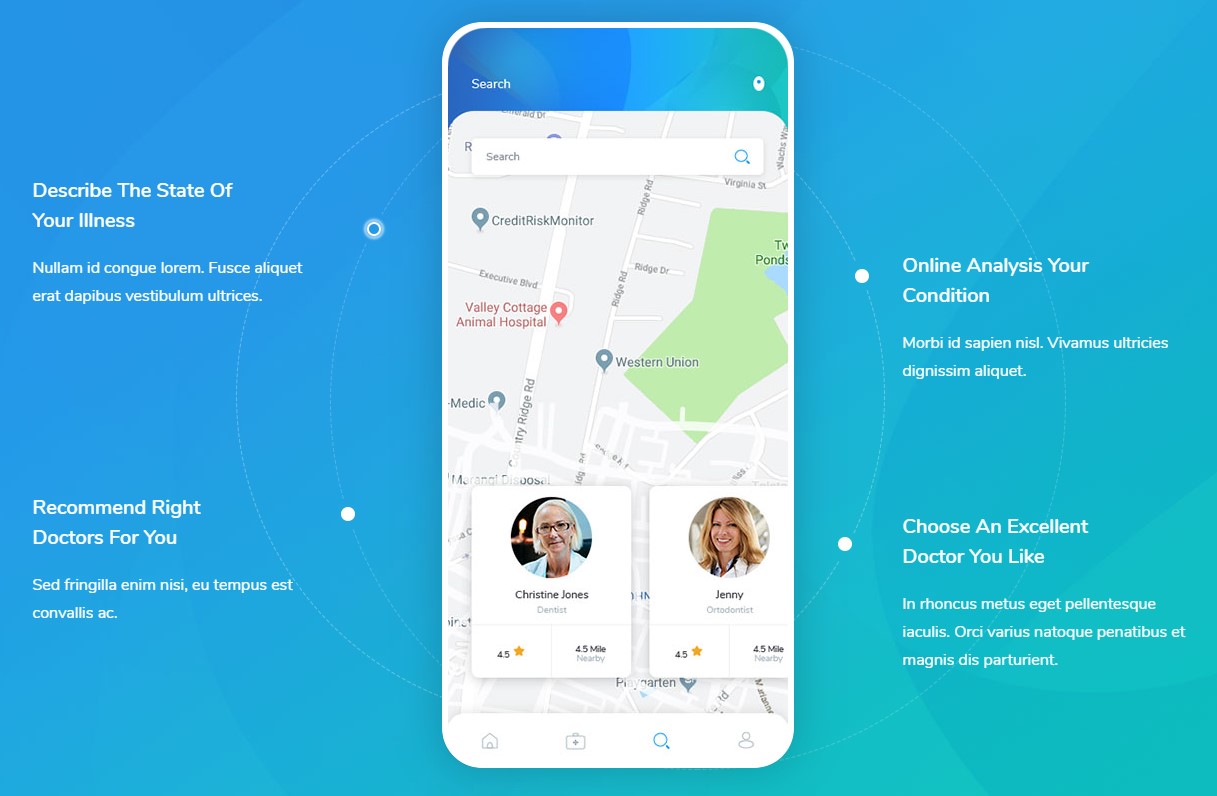 Describe The State Of
Your Illness
Nullam id congue lorem. Fusce aliquet
erat dapibus vestibulum ultrices.
Recommend Right
Doctors For You
Sed fringilla enim nisi, eu tempus est
convallis ac.
Search
Search
Virginia St
Ridge Rd
CreditRiskMonitor
Executive Blvd
Ridge Dr
Ridge Rd
Valley Cottage
Animal Hospital
Western Union
-Medic
Country Ridge Rd
Marangi Disposal
Christine Jones
Dentist
4.5
4.5 Mile
Nearby
Jenny
Ortodontist
4.5
4.5 Mile
Nearby
Playgarten
Online Analysis Your
Condition
Morbi id sapien nisl. Vivamus ultricies
dignissim aliquet.
Choose An Excellent
Doctor You Like
In rhoncus metus eget pellentesque
iaculis. Orci varius natoque penatibus et
magnis dis parturient.